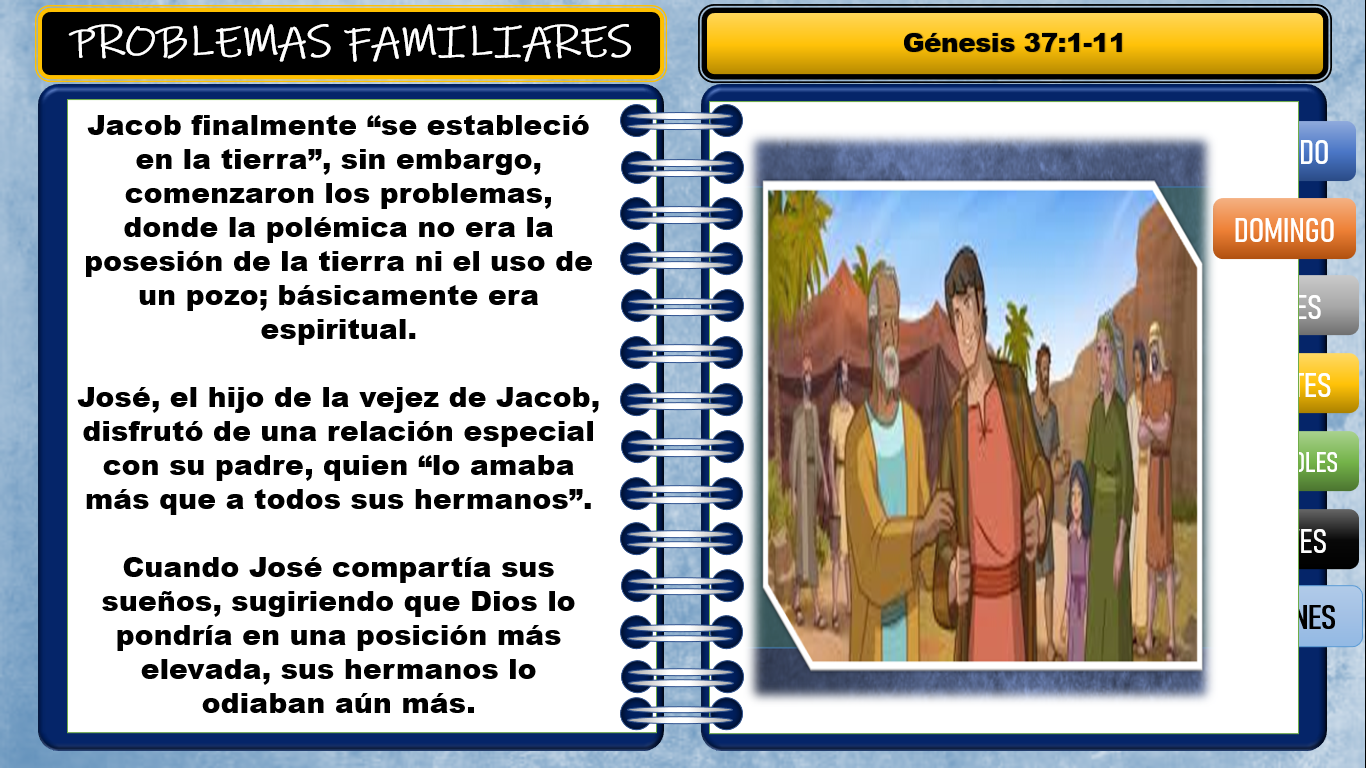 PROBLEMAS FAMILIARES
Génesis 37:1-11
Jacob finalmente “se estableció
en la tierra”, sin embargo,
comenzaron los problemas,
donde la polémica no era la
posesión de la tierra ni el uso de
un pozo; básicamente era
espiritual.
José, el hijo de la vejez de Jacob,
disfrutó de una relación especial
con su padre, quien “lo amaba
más que a todos sus hermanos”.
Cuando José compartía sus
sueños, sugiriendo que Dios lo
pondría en una posición más
elevada, sus hermanos lo
odiaban aún más.
DO
DOMINGO
ES
TES
OLES
ES
NES